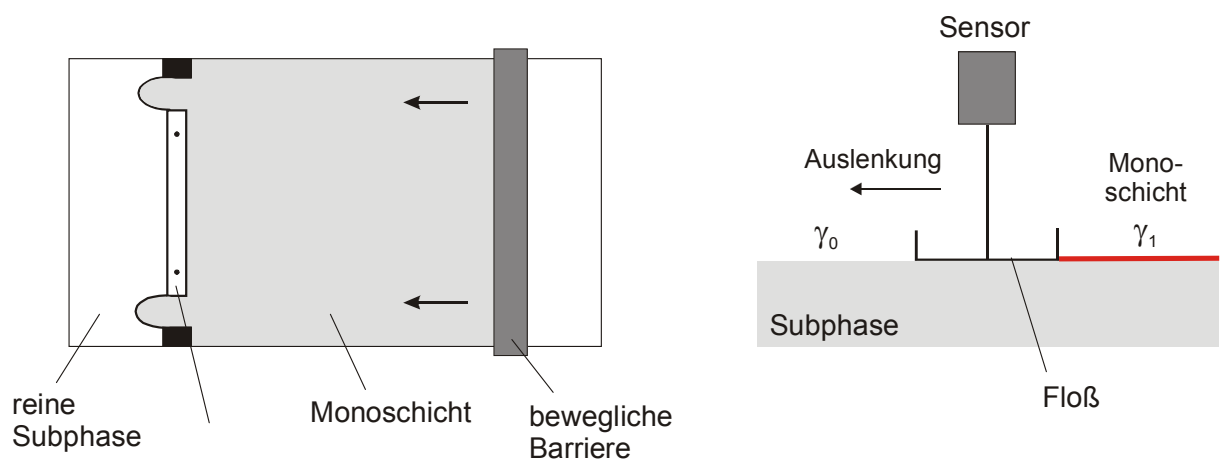 reine
Subphase
Monoschicht
bewegliche
Barriere
Sensor
Auslenkung
Mono-
schicht
γ₀
γ₁
Subphase
Floß